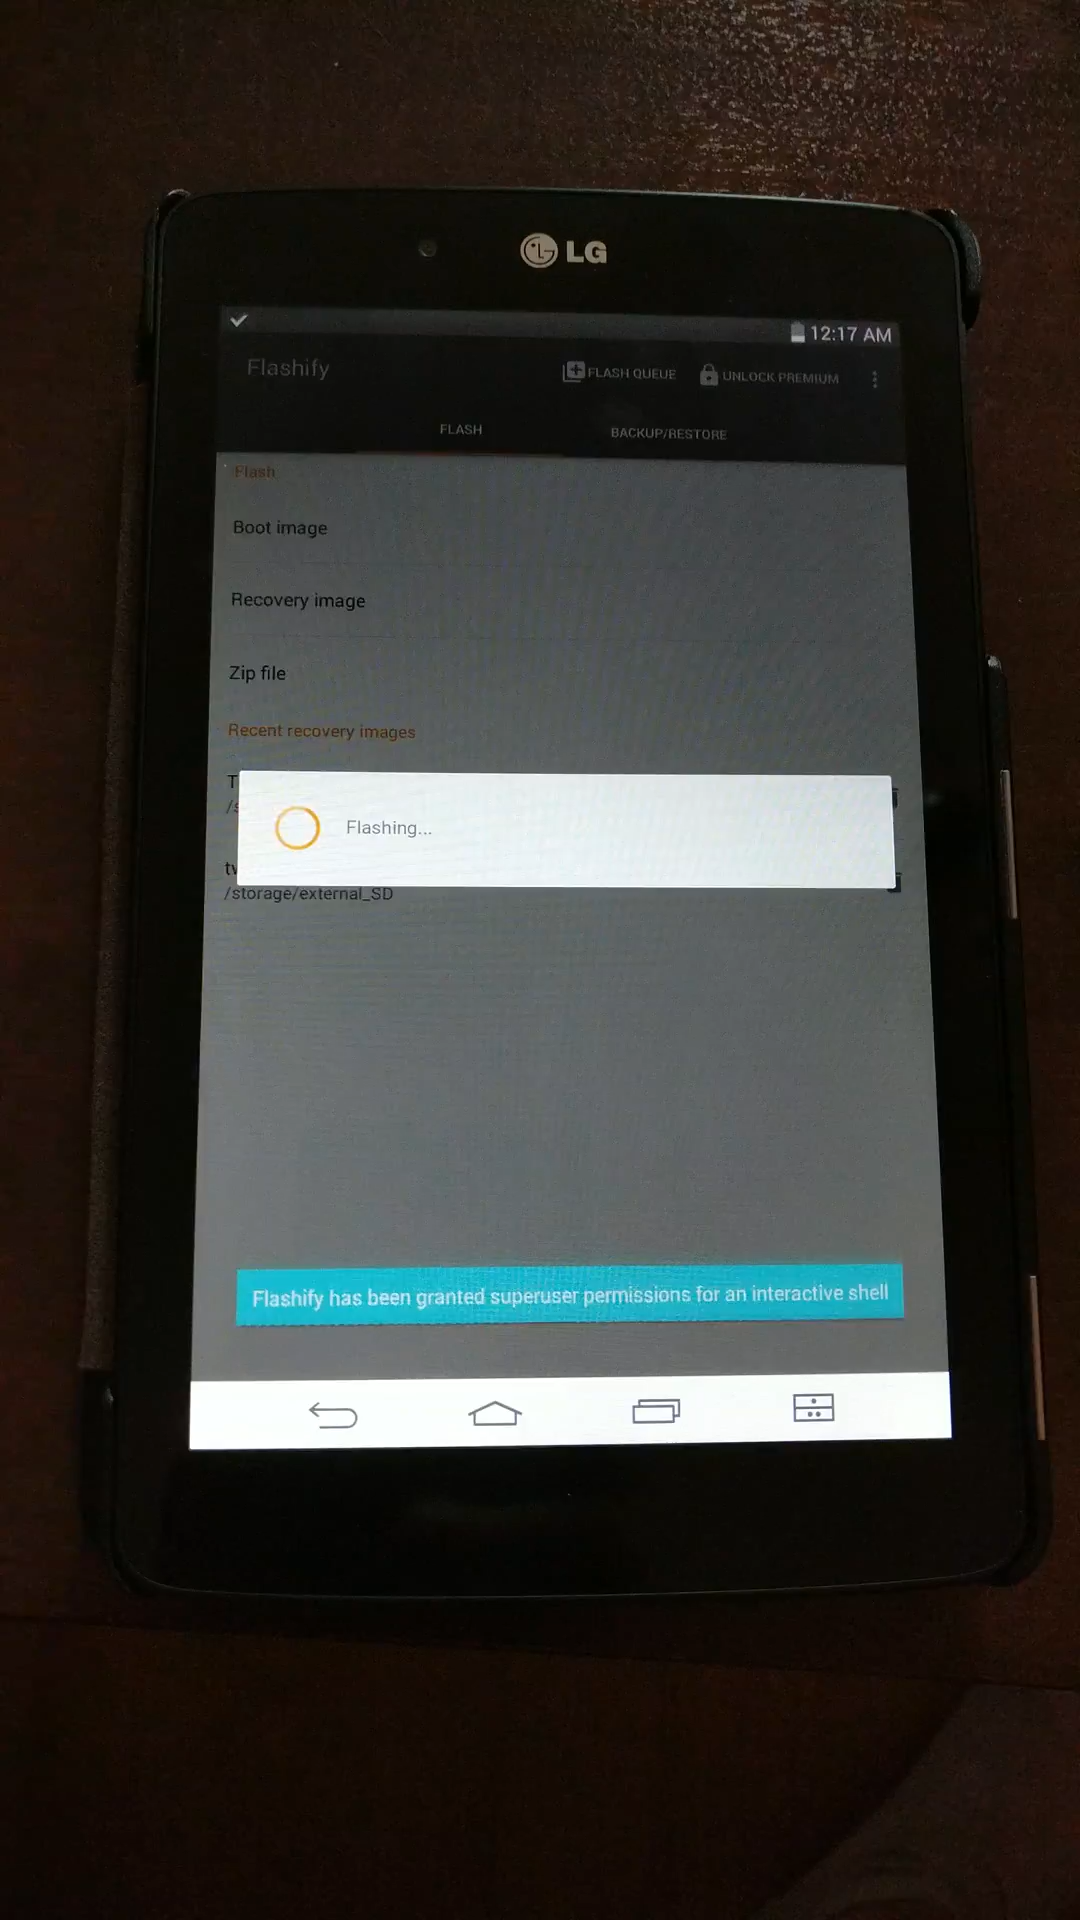 LG
12:17 AM
Flashify
FLASH QUEUE
UNLOCK PREMIUM
FLASH
BACKUP/RESTORE
Flash
Boot image
Recovery image
Zip file
Recent recovery images
Flashing...
/storage/external_SD
Flashify has been granted superuser permissions for an interactive shell